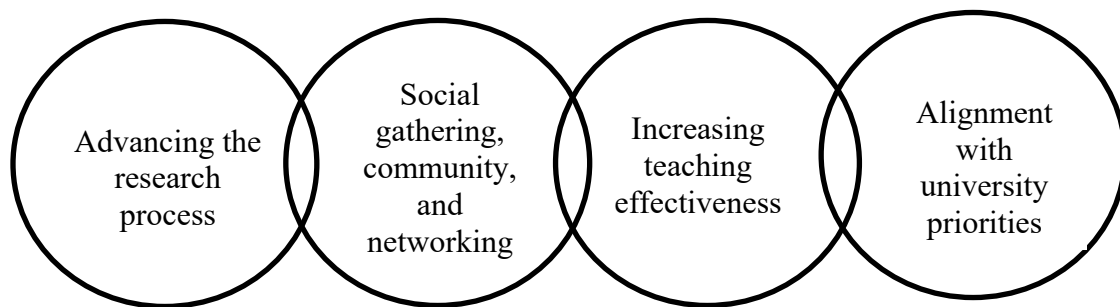 Advancing the
research
process
Social
gathering,
community,
and
networking
Increasing
teaching
effectiveness
Alignment
with
university
priorities